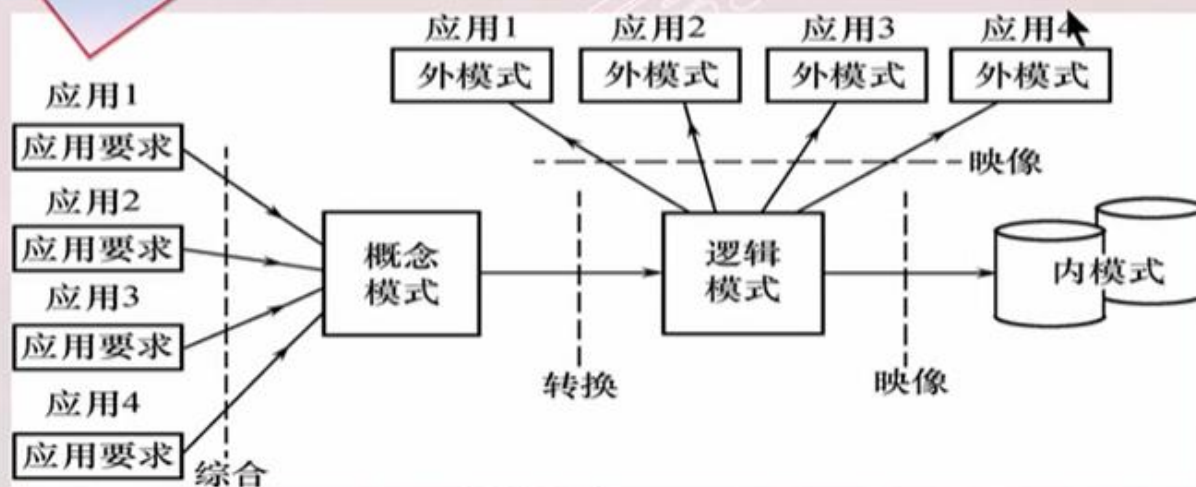 应用1
应用2
应用3
应用4
外模式
外模式
外模式
外模式
应用1
应用要求
映像
应用2
应用要求
概念
模式
逻辑
模式
内模式
应用3
应用要求
转换
映像
应用4
应用要求
综合